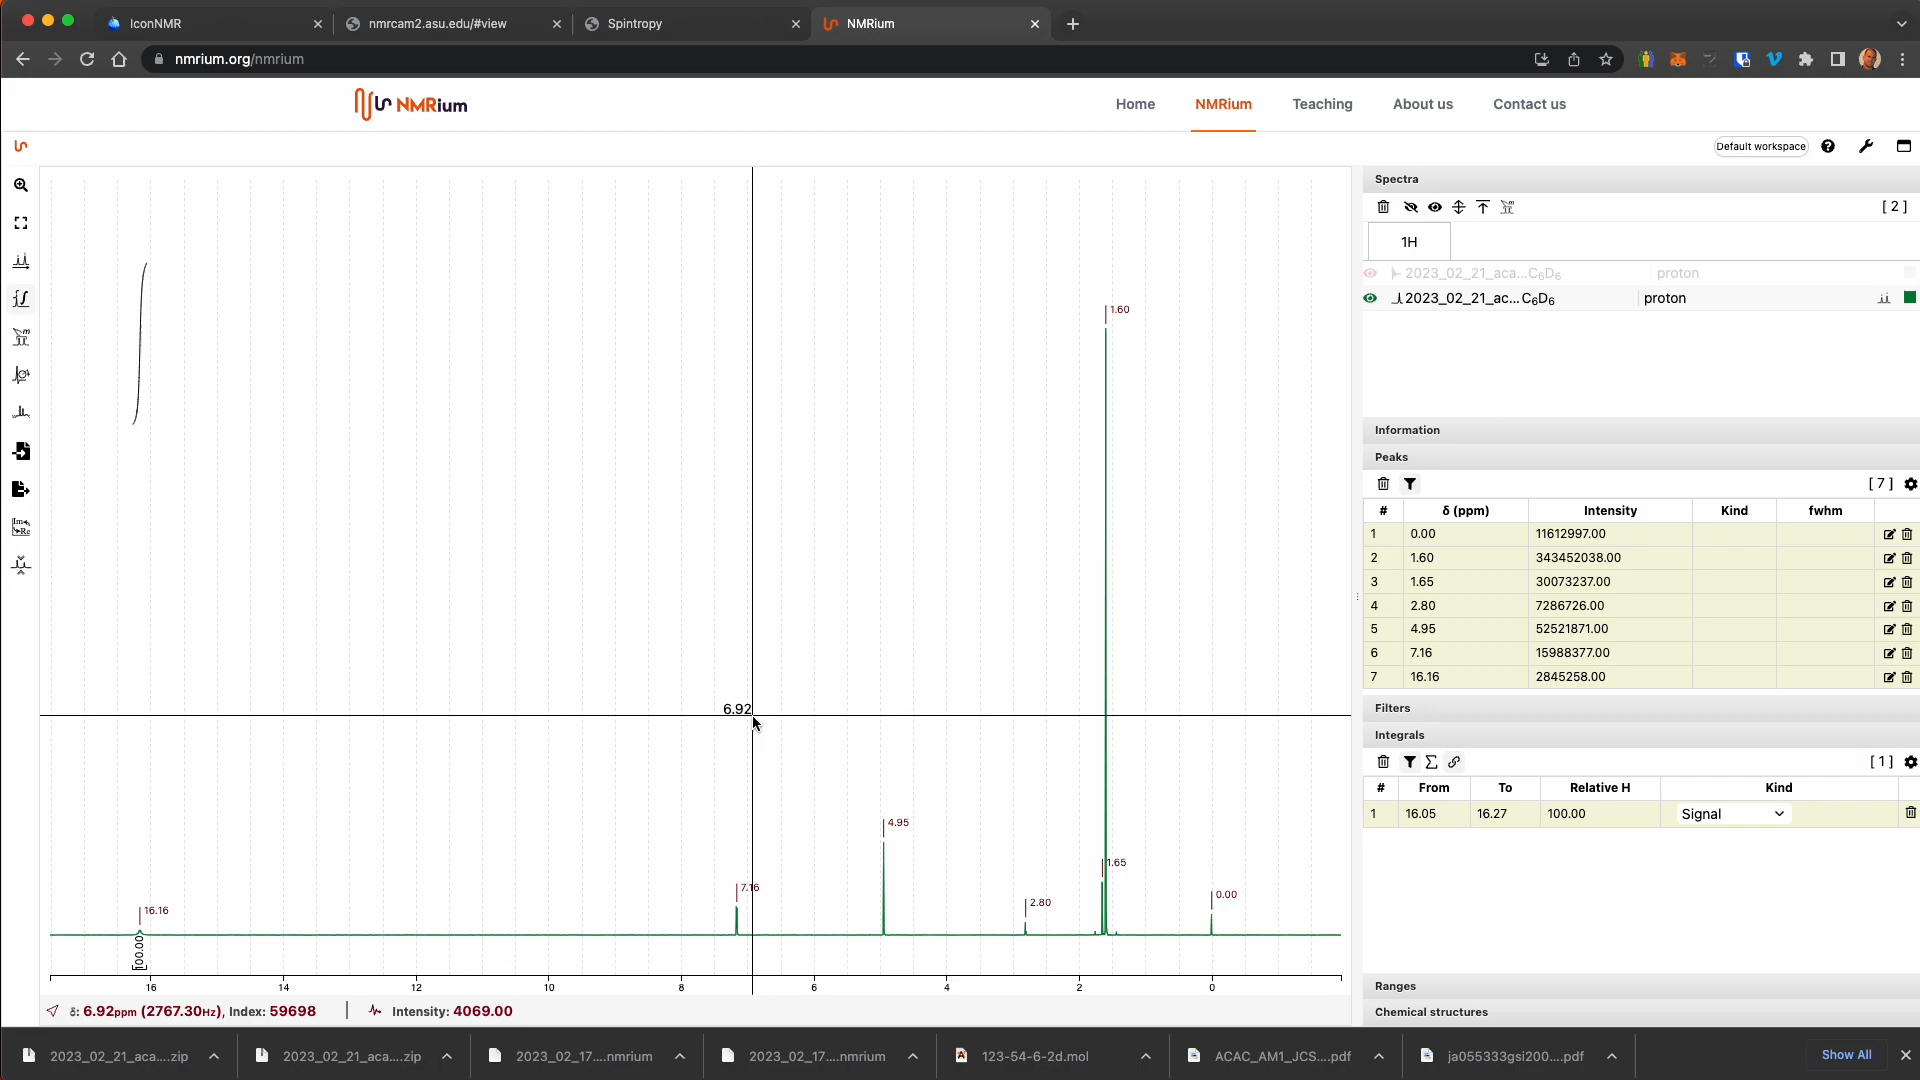 IconNMR
nmrcam2.asu.edu/#view
Spintropy
NMRium
nmrium.org/nmrium
NMRium
Home
NMRium
Teaching
About us
Contact us
Default workspace
Spectra
[ 2 ]
1H
2023_02_21_aca...C₆D₆ proton
2023_02_21_ac...C₆D₆ proton
Information
Peaks
[ 7 ]
# δ (ppm) Intensity Kind fwhm
1 0.00 11612997.00
2 1.60 343452038.00
3 1.65 30073237.00
4 2.80 7286726.00
5 4.95 52521871.00
6 7.16 15988377.00
7 16.16 2845258.00
Filters
Integrals
[ 1 ]
# From To Relative H Kind
1 16.05 16.27 100.00 Signal
Ranges
Chemical structures
1.60
6.92
4.95
1.65
7.16
2.80
0.00
16.16
100.00
16 14 12 10 8 6 4 2 0
δ: 6.92ppm (2767.30Hz), Index: 59698 | Intensity: 4069.00
2023_02_21_aca....zip
2023_02_21_aca....zip
2023_02_17....nmrium
2023_02_17....nmrium
123-54-6-2d.mol
ACAC_AM1_JCS....pdf
ja055333gsi200....pdf
Show All